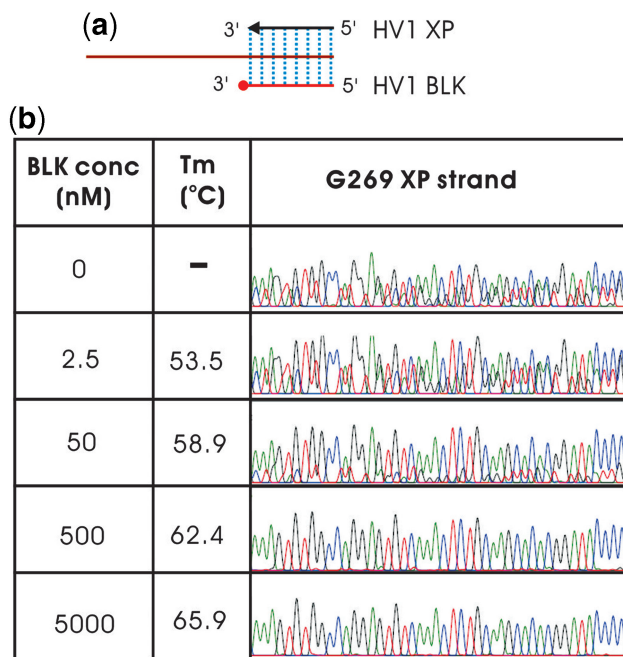 (a)
3' 5' HV1 XP
3' 5' HV1 BLK
(b)
BLK conc (nM) Tm (°C) G269 XP strand
0 -
2.5 53.5
50 58.9
500 62.4
5000 65.9